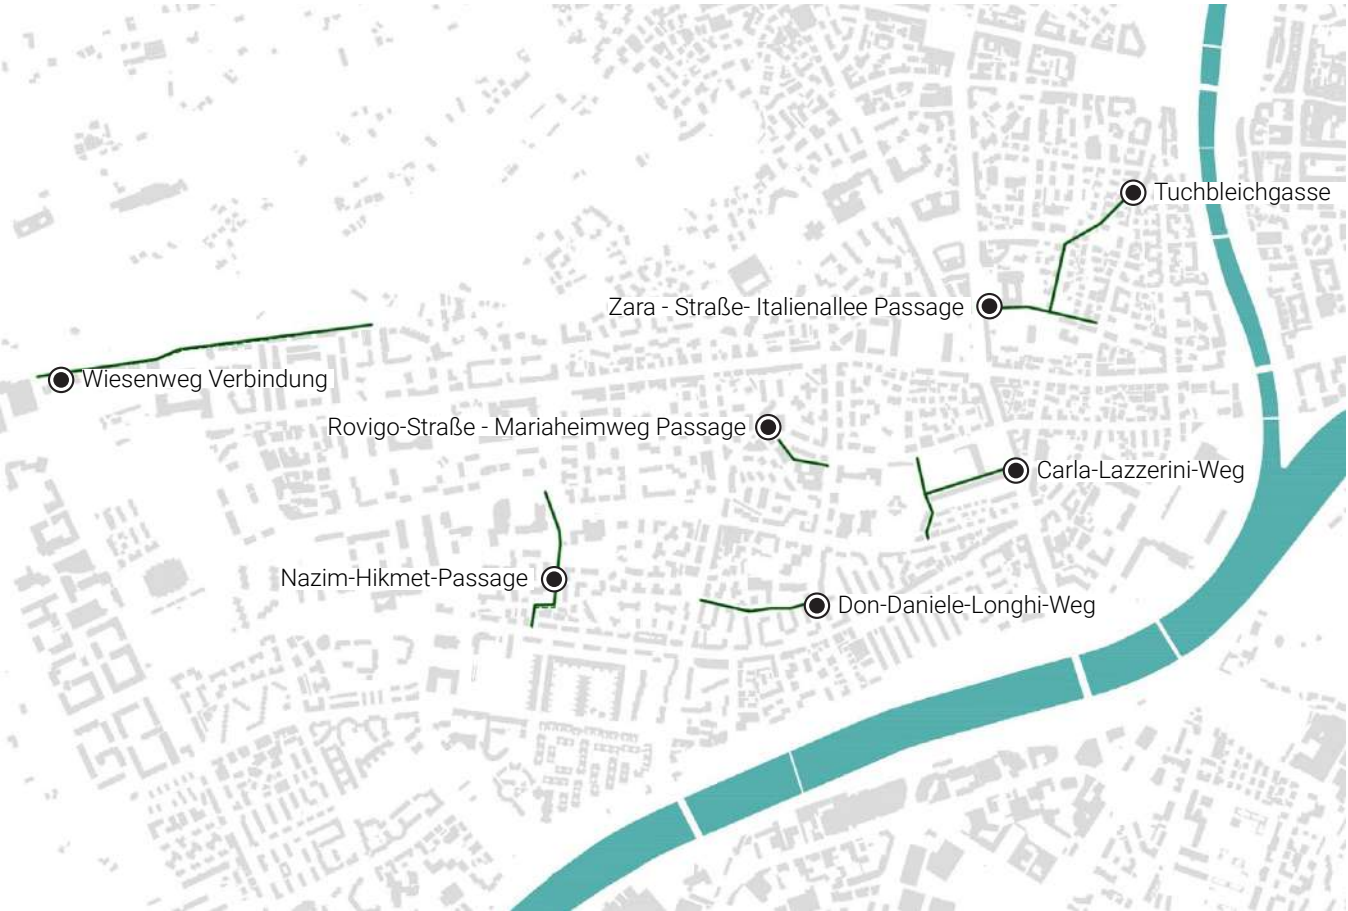 Tuchbleichgasse
Zara - Straße- Italienallee Passage
Wiesenweg Verbindung
Rovigo-Straße - Mariaheimweg Passage
Carla-Lazzerini-Weg
Nazim-Hikmet-Passage
Don-Daniele-Longhi-Weg